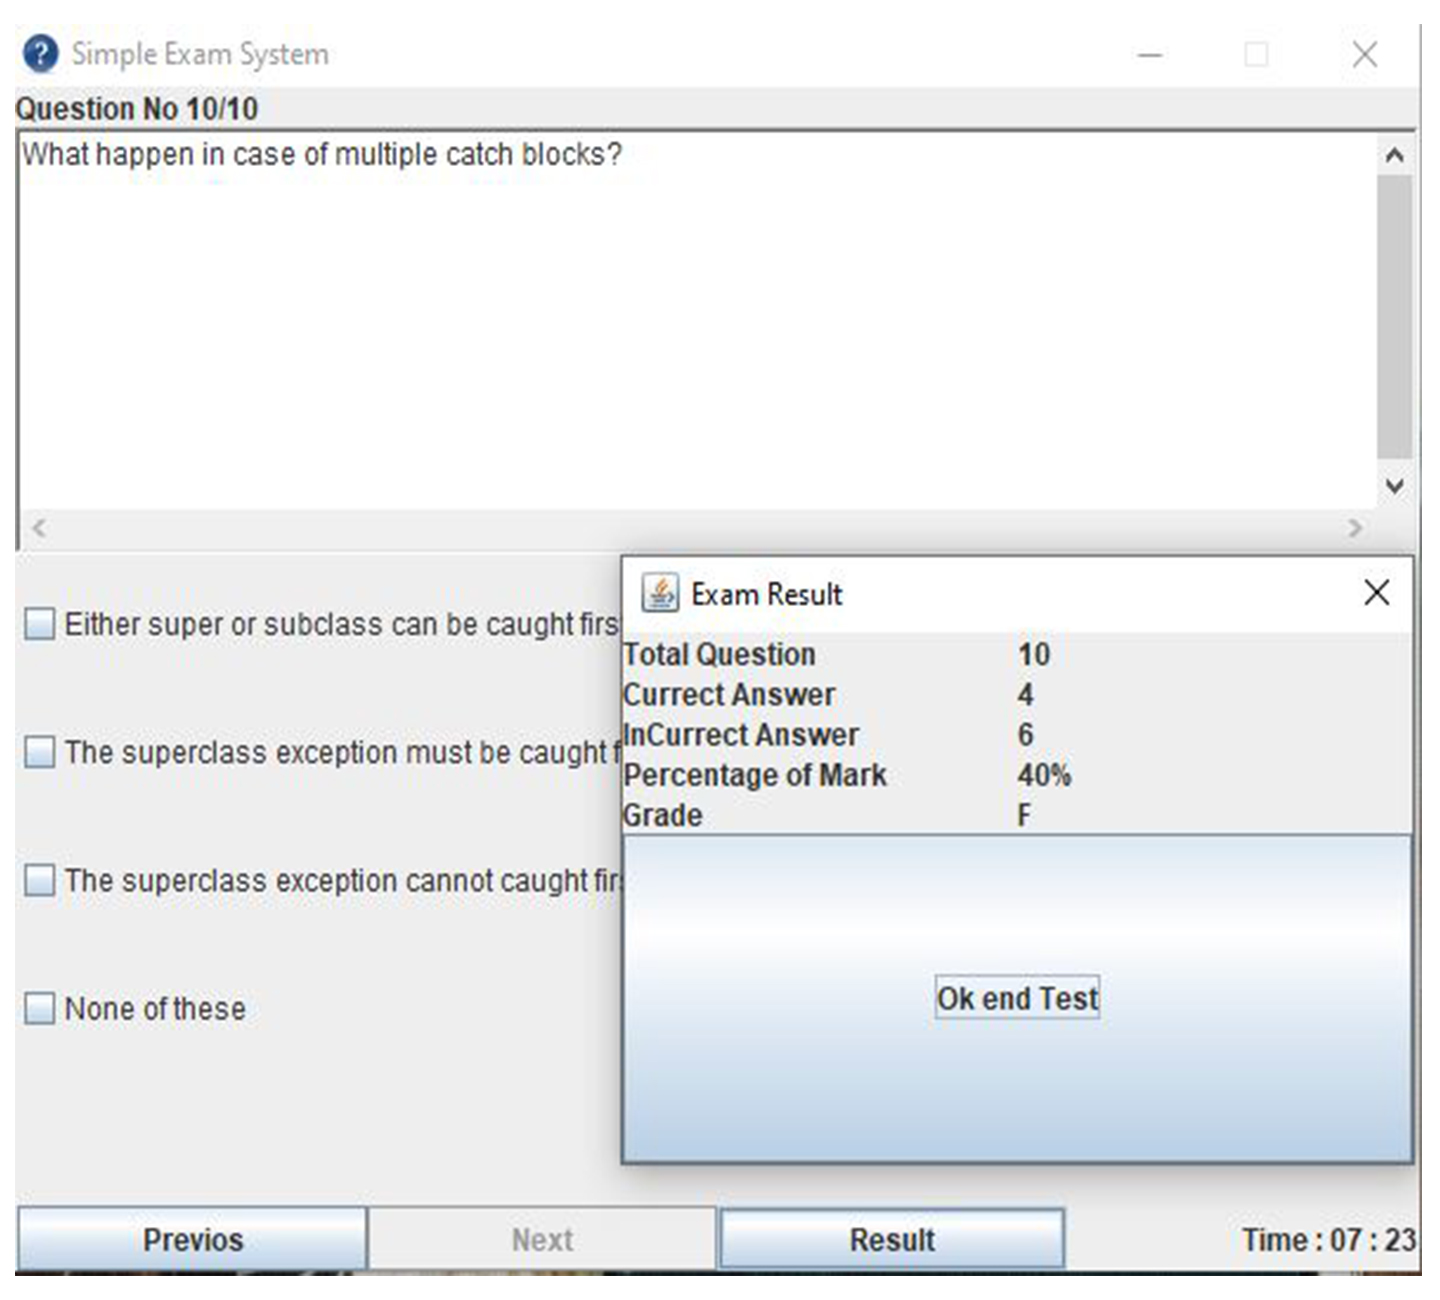 Simple Exam System
Question No 10/10
What happen in case of multiple catch blocks?
Either super or subclass can be caught firs
The superclass exception must be caught f
The superclass exception cannot caught fir
None of these
Exam Result
Total Question 10
Currect Answer 4
InCurrect Answer 6
Percentage of Mark 40%
Grade F
Ok end Test
Previos Next Result Time : 07 : 23